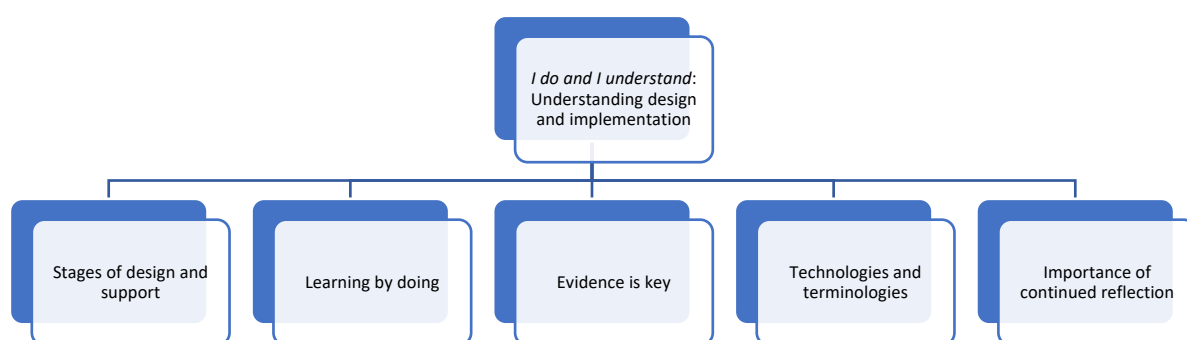 I do and I understand:
Understanding design
and implementation
Stages of design and
support
Learning by doing
Evidence is key
Technologies and
terminologies
Importance of
continued reflection